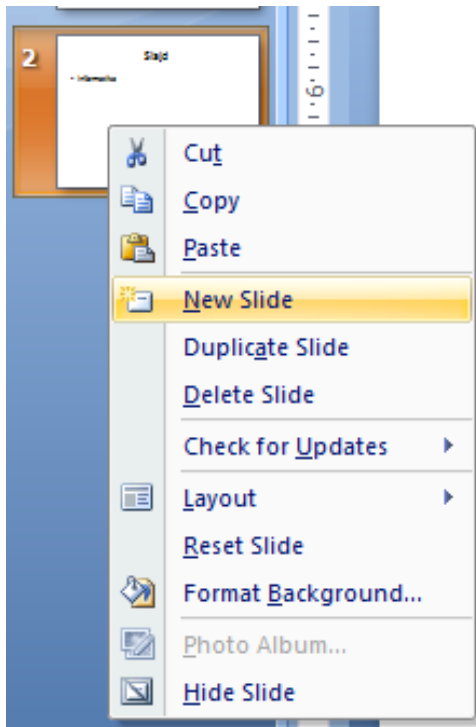 2
Slajd
Cut
Copy
Paste
New Slide
Duplicate Slide
Delete Slide
Check for Updates
Layout
Reset Slide
Format Background...
Photo Album...
Hide Slide